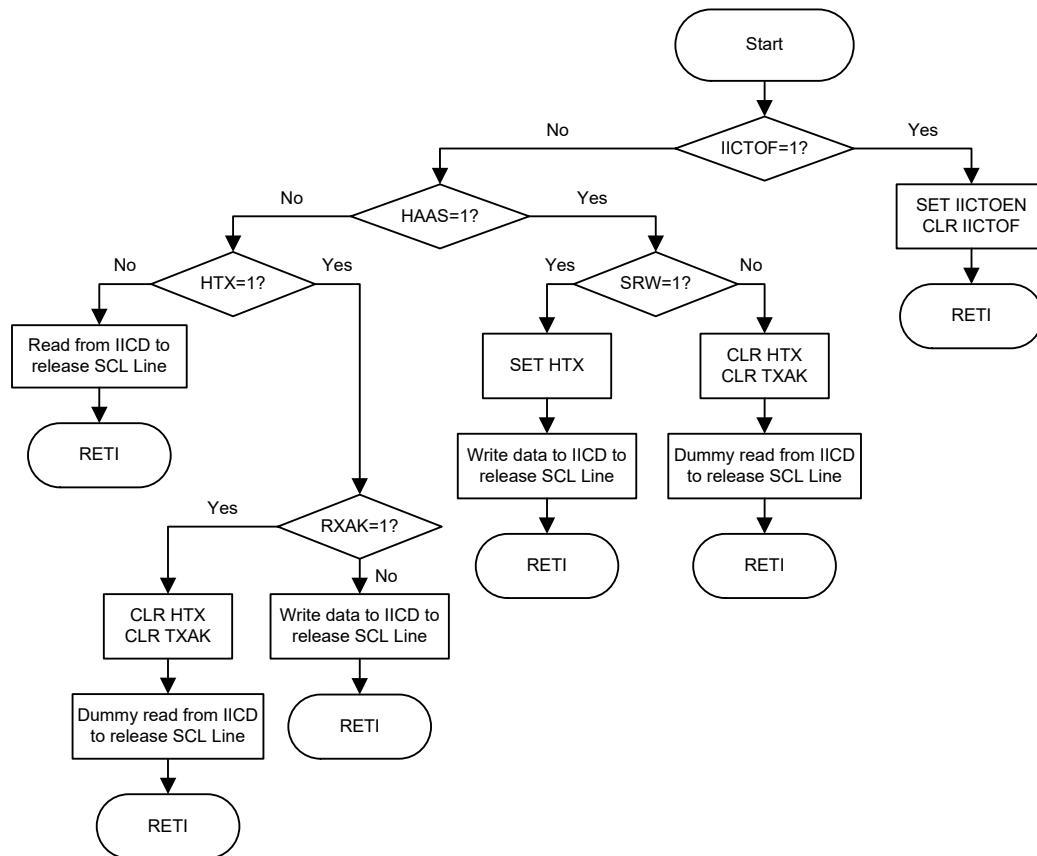 Start
No
Yes
IICTOF=1?
No
HAAS=1?
Yes
SET IICTOEN
CLR IICTOF
No
HTX=1?
Yes
Yes
SRW=1?
No
RETI
Read from IICD to
release SCL Line
SET HTX
CLR HTX
CLR TXAK
RETI
Write data to IICD to
release SCL Line
Dummy read from IICD
to release SCL Line
Yes
RXAK=1?
No
RETI
RETI
CLR HTX
CLR TXAK
Write data to IICD to
release SCL Line
Dummy read from IICD
to release SCL Line
RETI
RETI